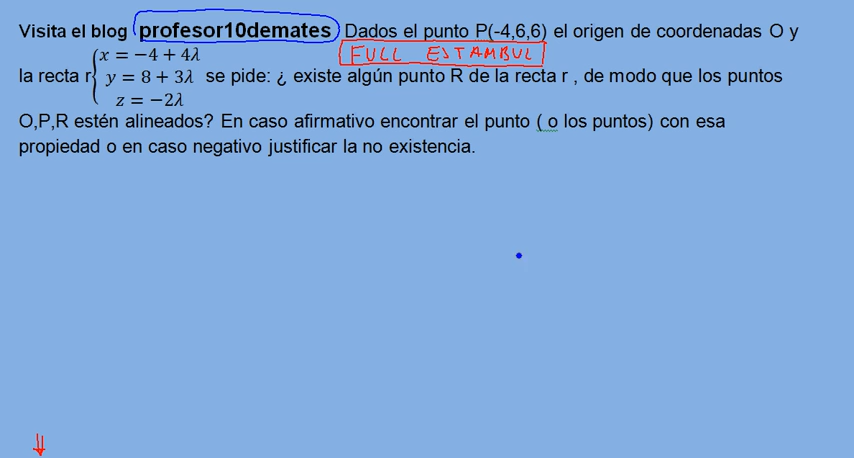 Visita el blog profesor10demates Dados el punto P(-4,6,6) el origen de coordenadas O y
FULL ESTAMBUL
x = −4 + 4λ
la recta r{ y = 8 + 3λ se pide: ¿ existe algún punto R de la recta r , de modo que los puntos
z = −2λ
O,P,R estén alineados? En caso afirmativo encontrar el punto ( o los puntos) con esa
propiedad o en caso negativo justificar la no existencia.